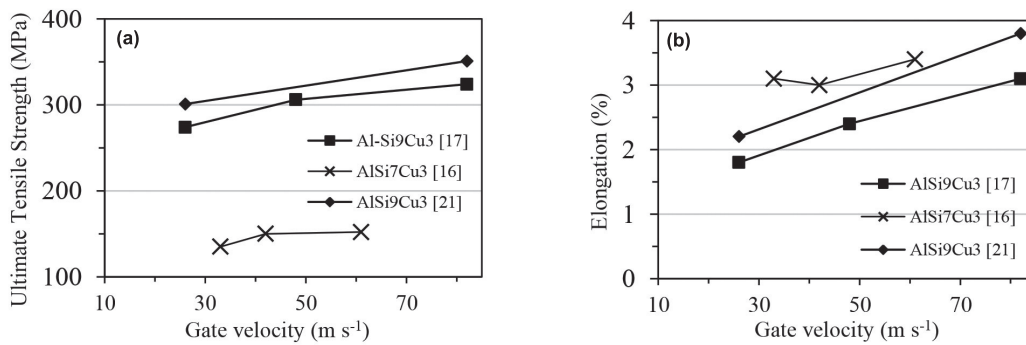 (a)
Ultimate Tensile Strength (MPa)
400
300
200
100
Al-Si9Cu3 [17]
AlSi7Cu3 [16]
AlSi9Cu3 [21]
10 30 50 70
Gate velocity (m s-1)
(b)
Elongation (%)
4
3
2
1
0
AlSi9Cu3 [17]
AlSi7Cu3 [16]
AlSi9Cu3 [21]
10 30 50 70
Gate velocity (m s-1)